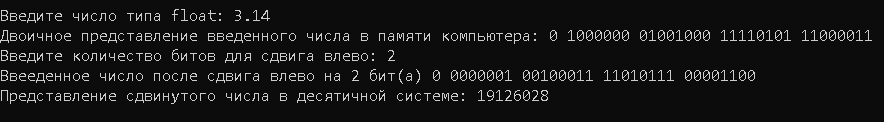 Введите число типа float: 3.14
Двоичное представление введенного числа в памяти компьютера: 0 1000000 01001000 11110101 11000011
Введите количество битов для сдвига влево: 2
Ввееденное число после сдвига влево на 2 бит(а) 0 0000001 00100011 11010111 00001100
Представление сдвинутого числа в десятичной системе: 19126028